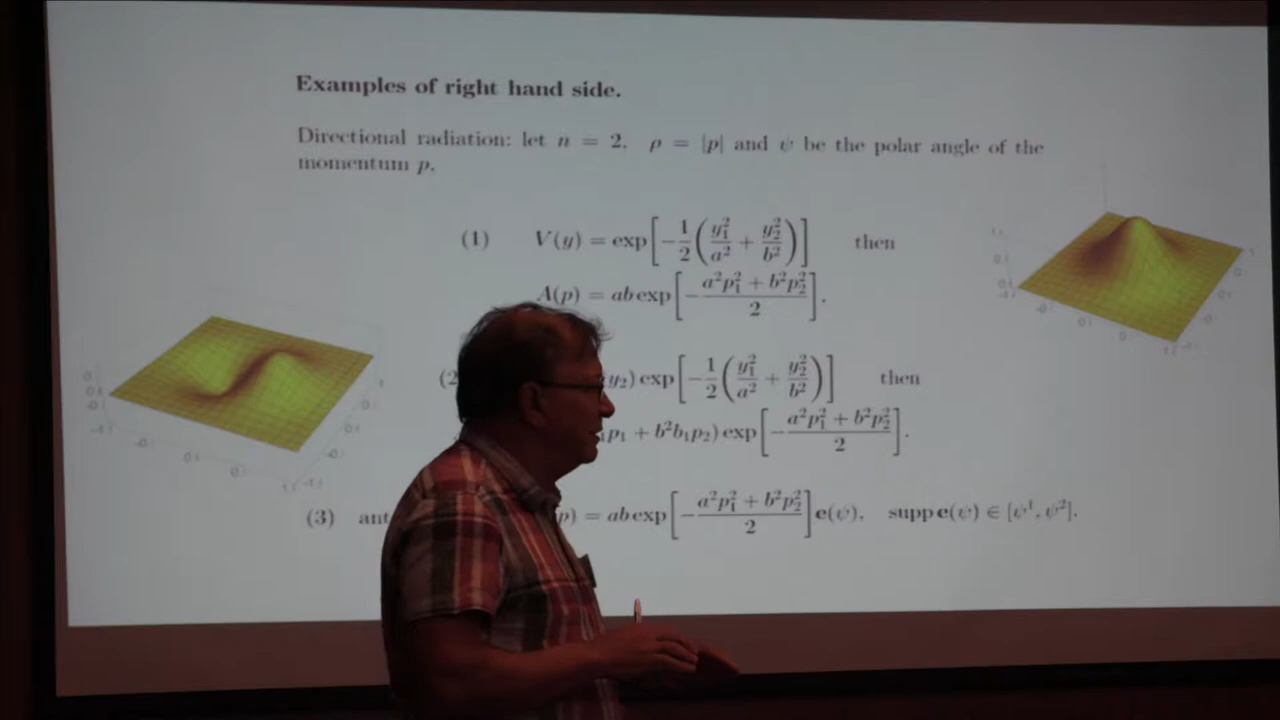 Examples of right hand side.
Directional radiation: let n = 2, ρ = |p| and ψ be the polar angle of the
momentum p.
(1) V(y) = exp[−1/2(y₁²/a² + y₂²/b²)] then
A(p) = ab exp[−(a²p₁² + b²p₂²)/2].
(2 y₂) exp[−1/2(y₁²/a² + y₂²/b²)] then
p₁ + b²b₁p₂) exp[−(a²p₁² + b²p₂²)/2].
(3) ant p) = ab exp[−(a²p₁² + b²p₂²)/2]e(ψ), supp e(ψ) ∈ [ψ¹, ψ²].